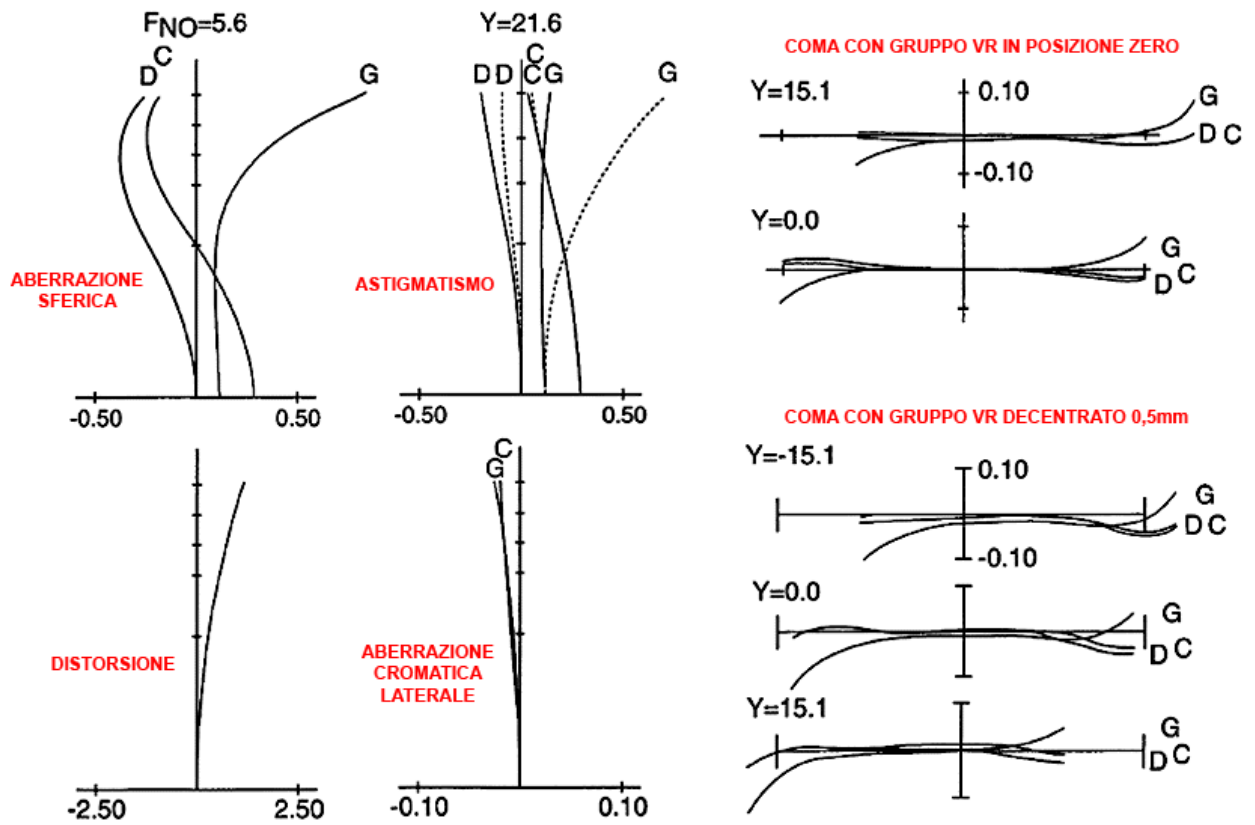 FNO=5.6
D C
G
ABERRAZIONE
SFERICA
-0.50
0.50
Y=21.6
D D C C G
G
ASTIGMATISMO
-0.50
0.50
COMA CON GRUPPO VR IN POSIZIONE ZERO
Y=15.1
0.10
G
D C
-0.10
Y=0.0
G
D C
DISTORSIONE
-2.50
2.50
C
G
ABERRAZIONE
CROMATICA
LATERALE
-0.10
0.10
COMA CON GRUPPO VR DECENTRATO 0,5mm
Y=-15.1
0.10
G
D C
-0.10
Y=0.0
G
D C
Y=15.1
G
D C